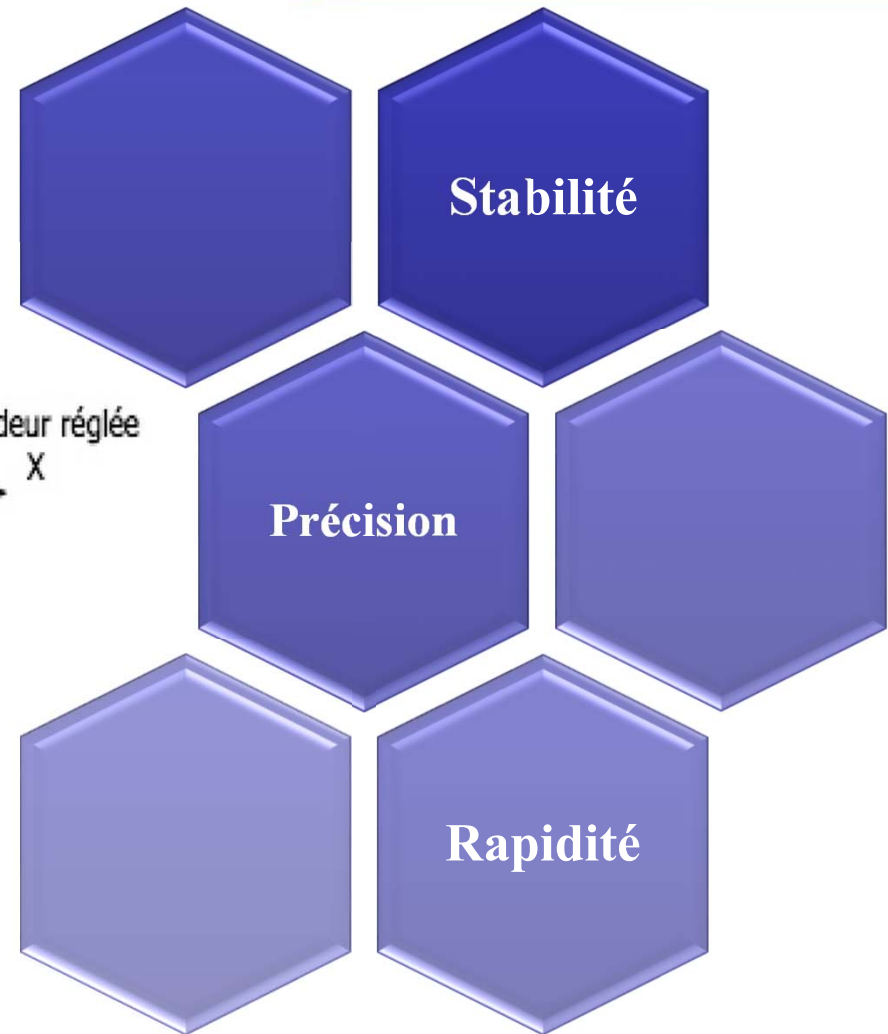 Stabilité
deur réglée
X
Précision
Rapidité